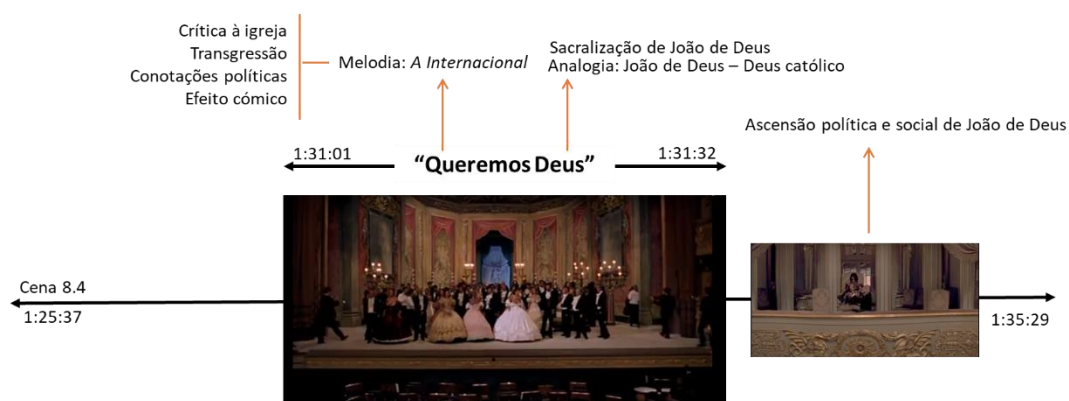 Crítica à igreja
Transgressão
Conotações políticas
Efeito cómico
Melodia: A Internacional
Sacralização de João de Deus
Analogia: João de Deus – Deus católico
Ascensão política e social de João de Deus
1:31:01
“Queremos Deus”
1:31:32
Cena 8.4
1:25:37
1:35:29